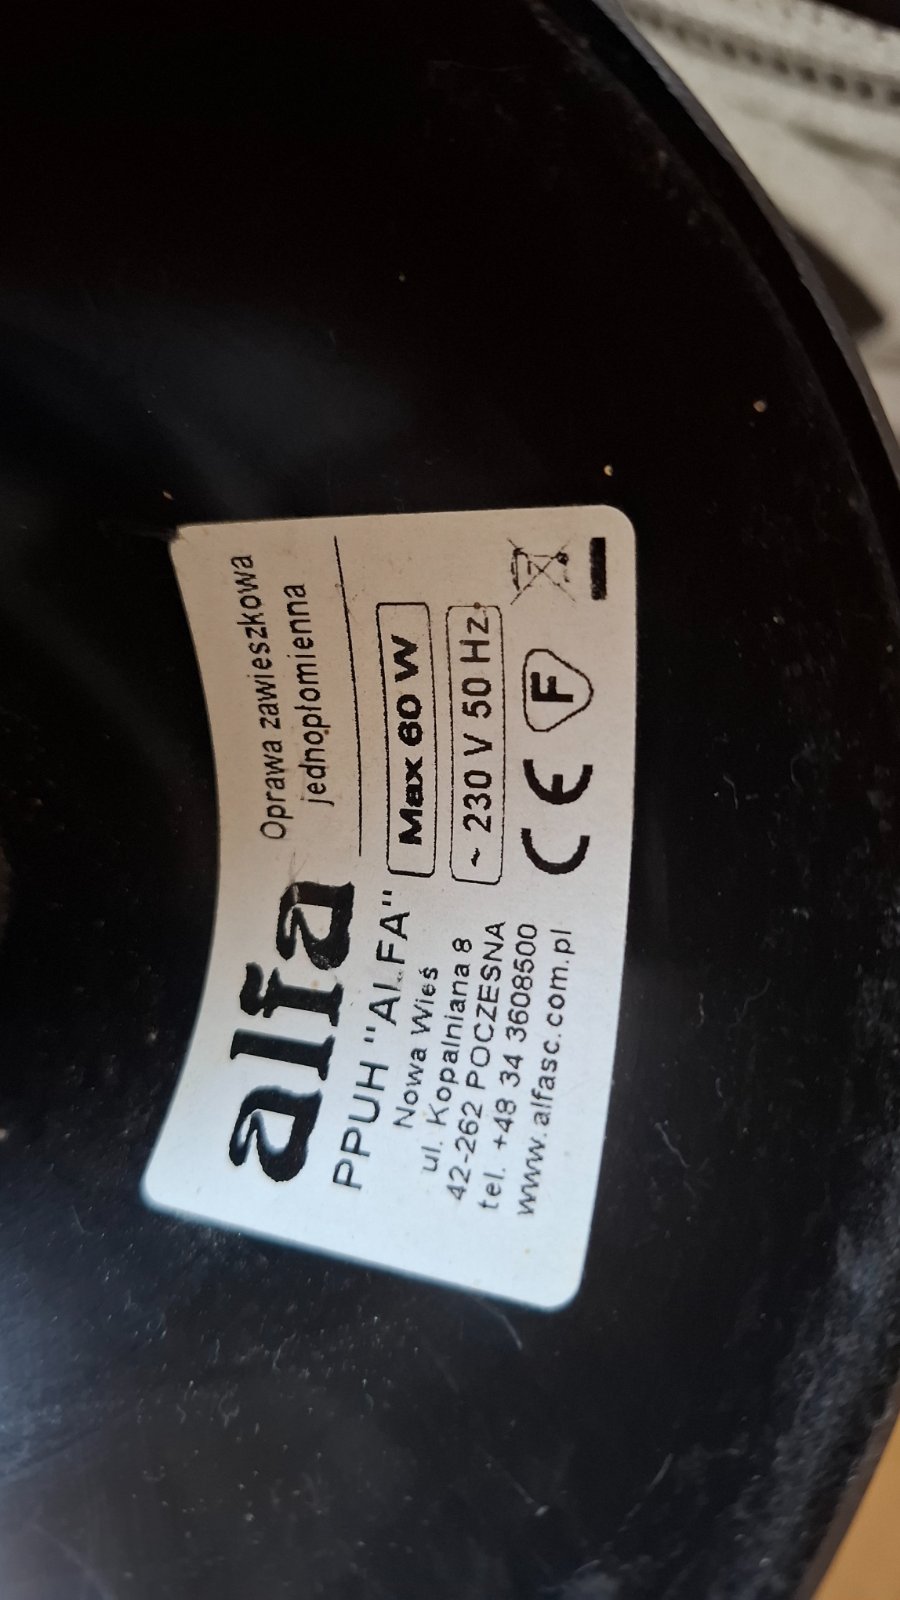 alfa
PPUH "ALFA"
Nowa Wieś
ul. Kopalniana 8
42-262 POCZESNA
tel. +48 34 3608500
www.alfasc.com.pl
Oprawa zawieszkowa
jednopłomienna
Max 60 W
~ 230 V 50 Hz
CE F